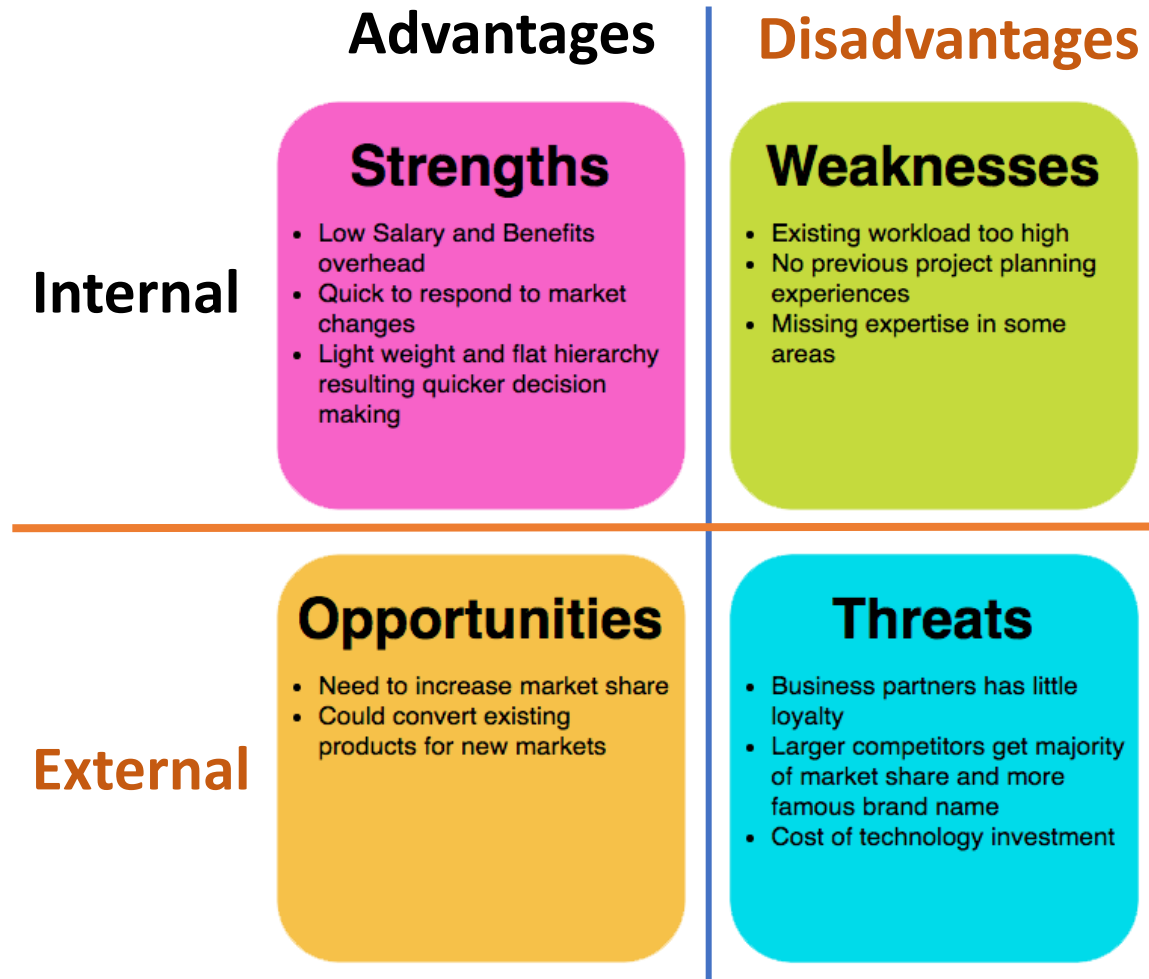 Advantages
Disadvantages
Internal
Strengths
• Low Salary and Benefits
overhead
• Quick to respond to market
changes
• Light weight and flat hierarchy
resulting quicker decision
making
Weaknesses
• Existing workload too high
• No previous project planning
experiences
• Missing expertise in some
areas
External
Opportunities
• Need to increase market share
• Could convert existing
products for new markets
Threats
• Business partners has little
loyalty
• Larger competitors get majority
of market share and more
famous brand name
• Cost of technology investment